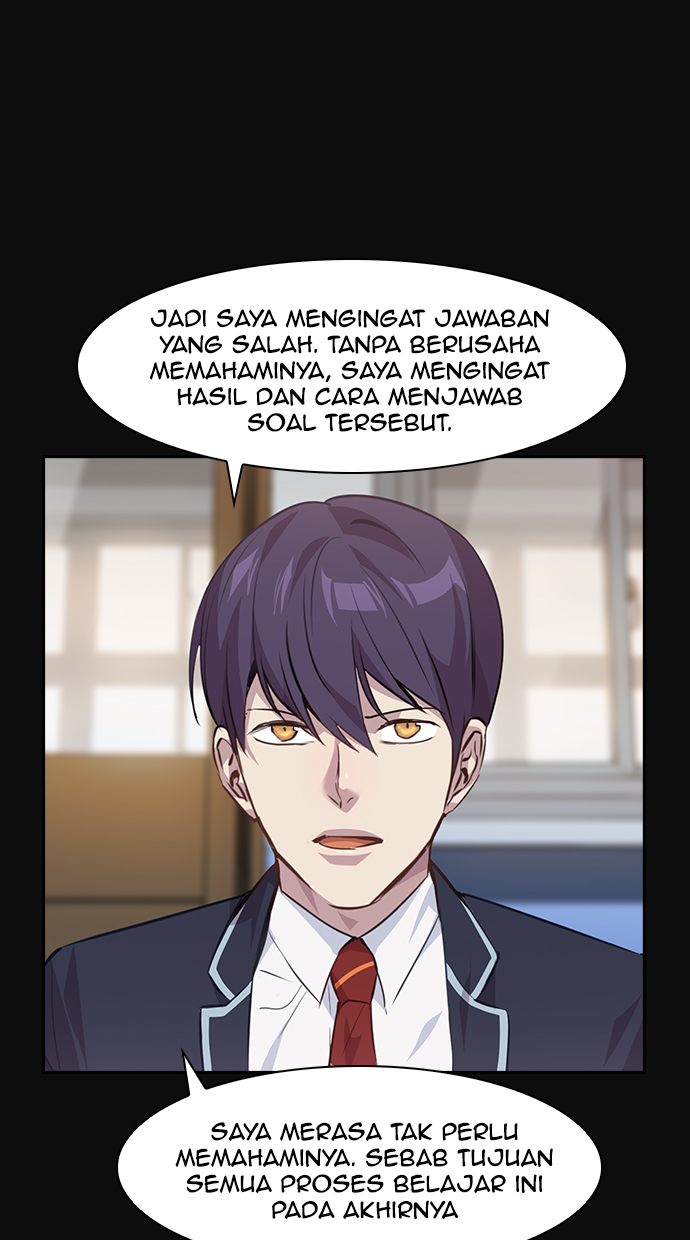 JADI SAYA MENGINGAT JAWABAN
YANG SALAH. TANPA BERUSAHA
MEMAHAMINYA, SAYA MENGINGAT
HASIL DAN CARA MENJAWAB
SOAL TERSEBUT.
SAYA MERASA TAK PERLU
MEMAHAMINYA. SEBAB TUJUAN
SEMUA PROSES BELAJAR INI
PADA AKHIRNYA